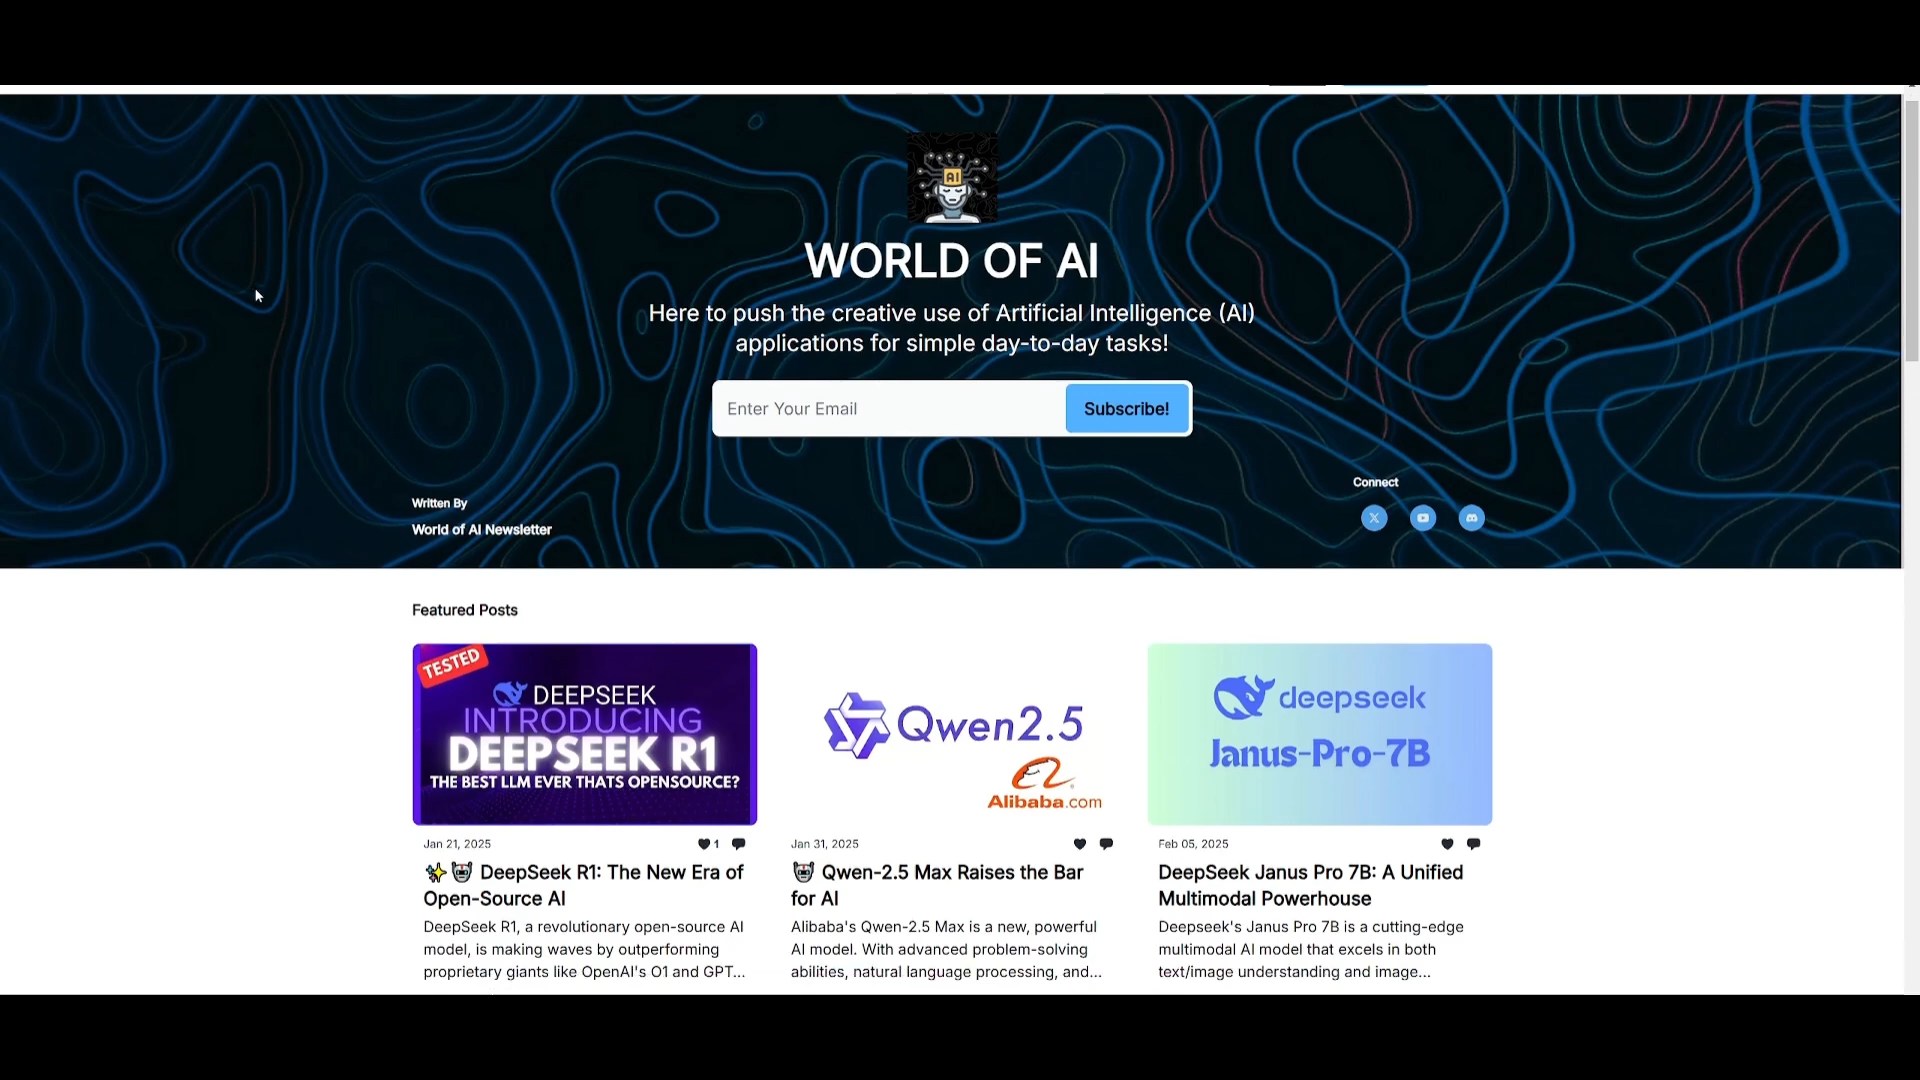 AI
WORLD OF AI
Here to push the creative use of Artificial Intelligence (AI)
applications for simple day-to-day tasks!
Enter Your Email
Subscribe!
Connect
Written By
World of AI Newsletter
Featured Posts
TESTED
DEEPSEEK
INTRODUCING
DEEPSEEK R1
THE BEST LLM EVER THATS OPENSOURCE?
Jan 21, 2025
1
DeepSeek R1: The New Era of
Open-Source AI
DeepSeek R1, a revolutionary open-source AI
model, is making waves by outperforming
proprietary giants like OpenAI's O1 and GPT...
Qwen2.5
Alibaba.com
Jan 31, 2025
Qwen-2.5 Max Raises the Bar
for AI
Alibaba's Qwen-2.5 Max is a new, powerful
AI model. With advanced problem-solving
abilities, natural language processing, and...
deepseek
Janus-Pro-7B
Feb 05, 2025
DeepSeek Janus Pro 7B: A Unified
Multimodal Powerhouse
Deepseek's Janus Pro 7B is a cutting-edge
multimodal AI model that excels in both
text/image understanding and image...